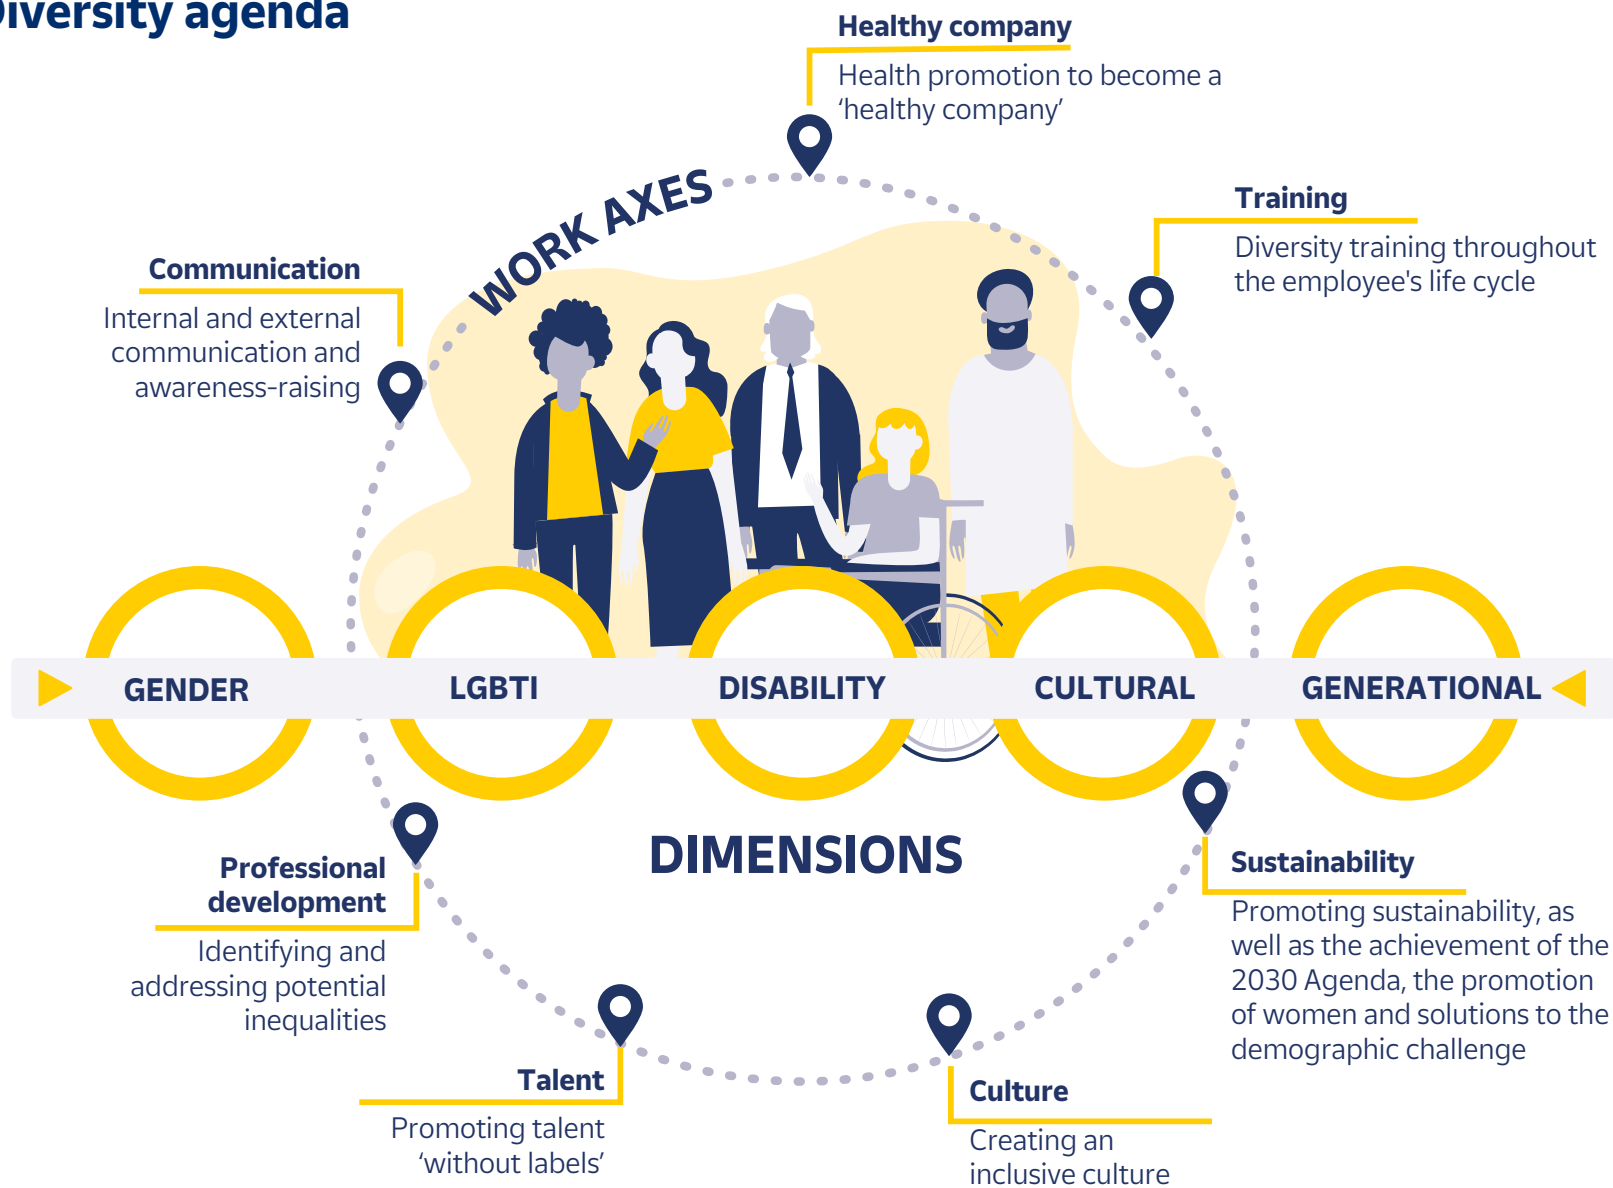 Diversity agenda
Healthy company
Health promotion to become a
‘healthy company’
WORK AXES
Training
Diversity training throughout
the employee's life cycle
Communication
Internal and external
communication and
awareness-raising
GENDER
LGBTI
DISABILITY
CULTURAL
GENERATIONAL
DIMENSIONS
Professional
development
Identifying and
addressing potential
inequalities
Sustainability
Promoting sustainability, as
well as the achievement of the
2030 Agenda, the promotion
of women and solutions to the
demographic challenge
Talent
Promoting talent
‘without labels’
Culture
Creating an
inclusive culture